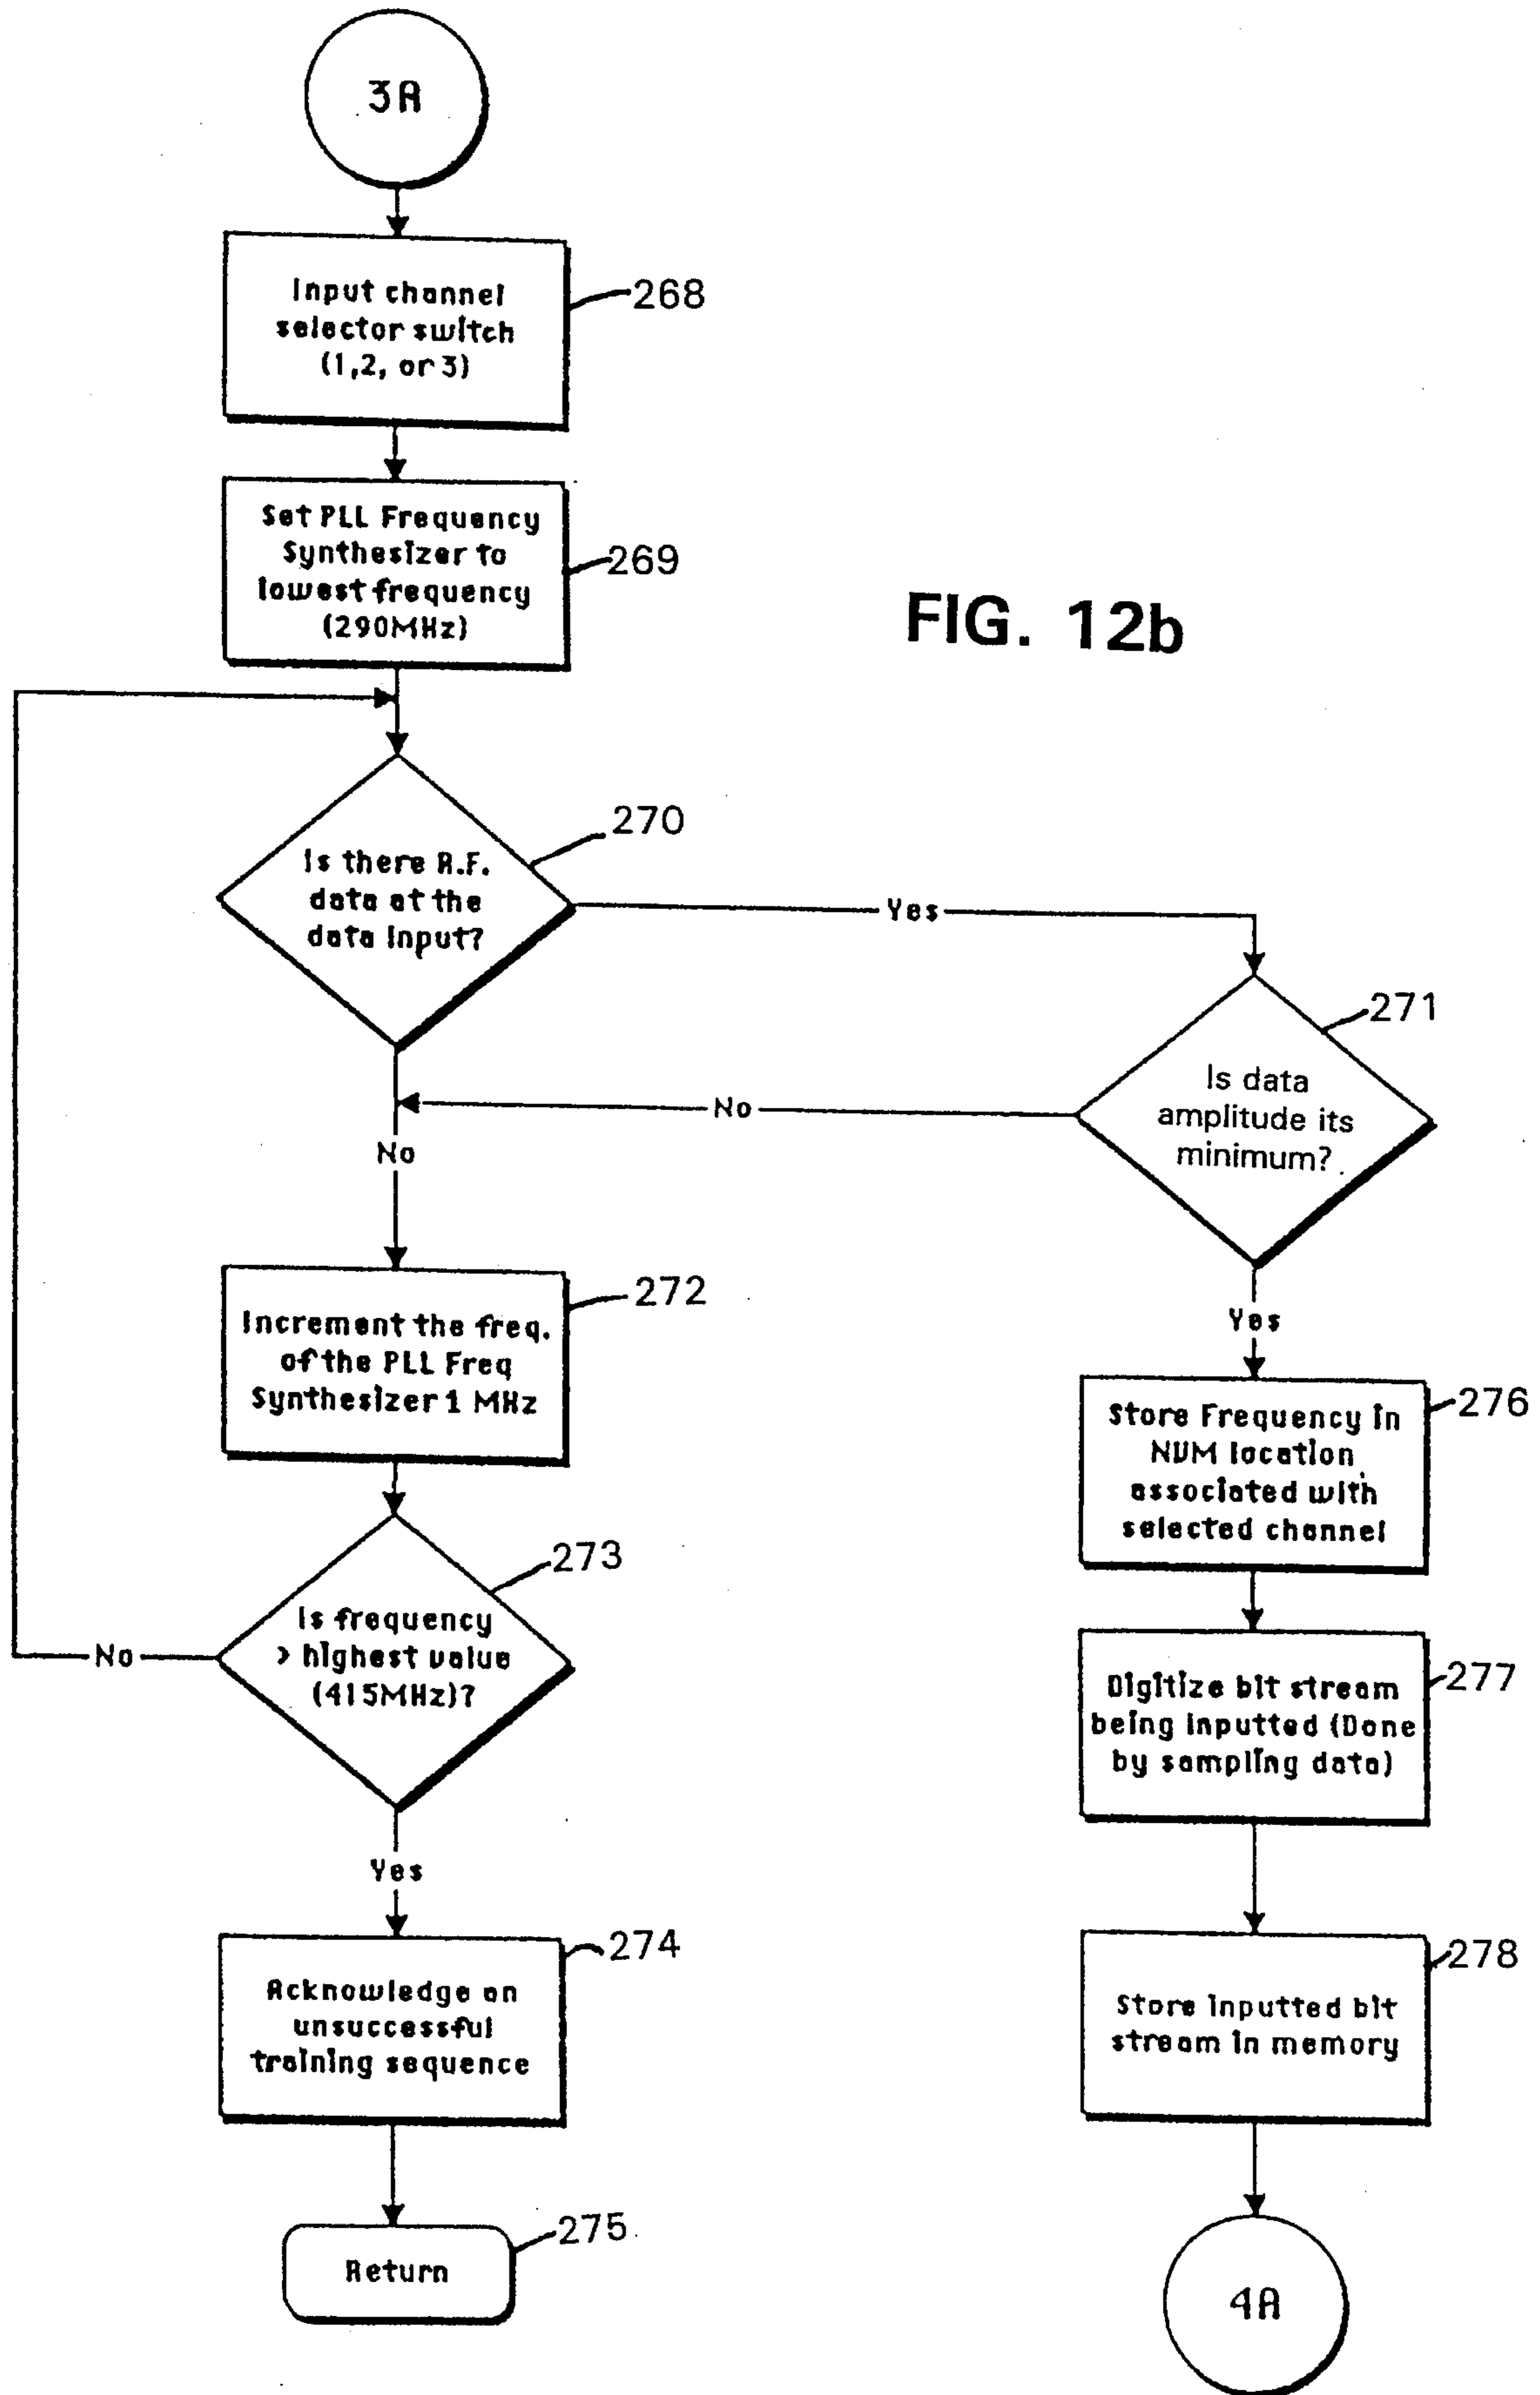 3A
Input channel
selector switch
(1,2, or 3)
268
Set PLL Frequency
Synthesizer to
lowest frequency
(290MHz)
269
FIG. 12b
Is there R.F.
data at the
data input?
270
Yes
Is data
amplitude its
minimum?
271
No
No
Increment the freq.
of the PLL Freq
Synthesizer 1 MHz
272
Yes
Store Frequency in
NVM location
associated with
selected channel
276
Is frequency
> highest value
(415MHz)?
273
No
Digitize bit stream
being inputted (Done
by sampling data)
277
Yes
Acknowledge an
unsuccessful
training sequence
274
Store inputted bit
stream in memory
278
Return
275
4A